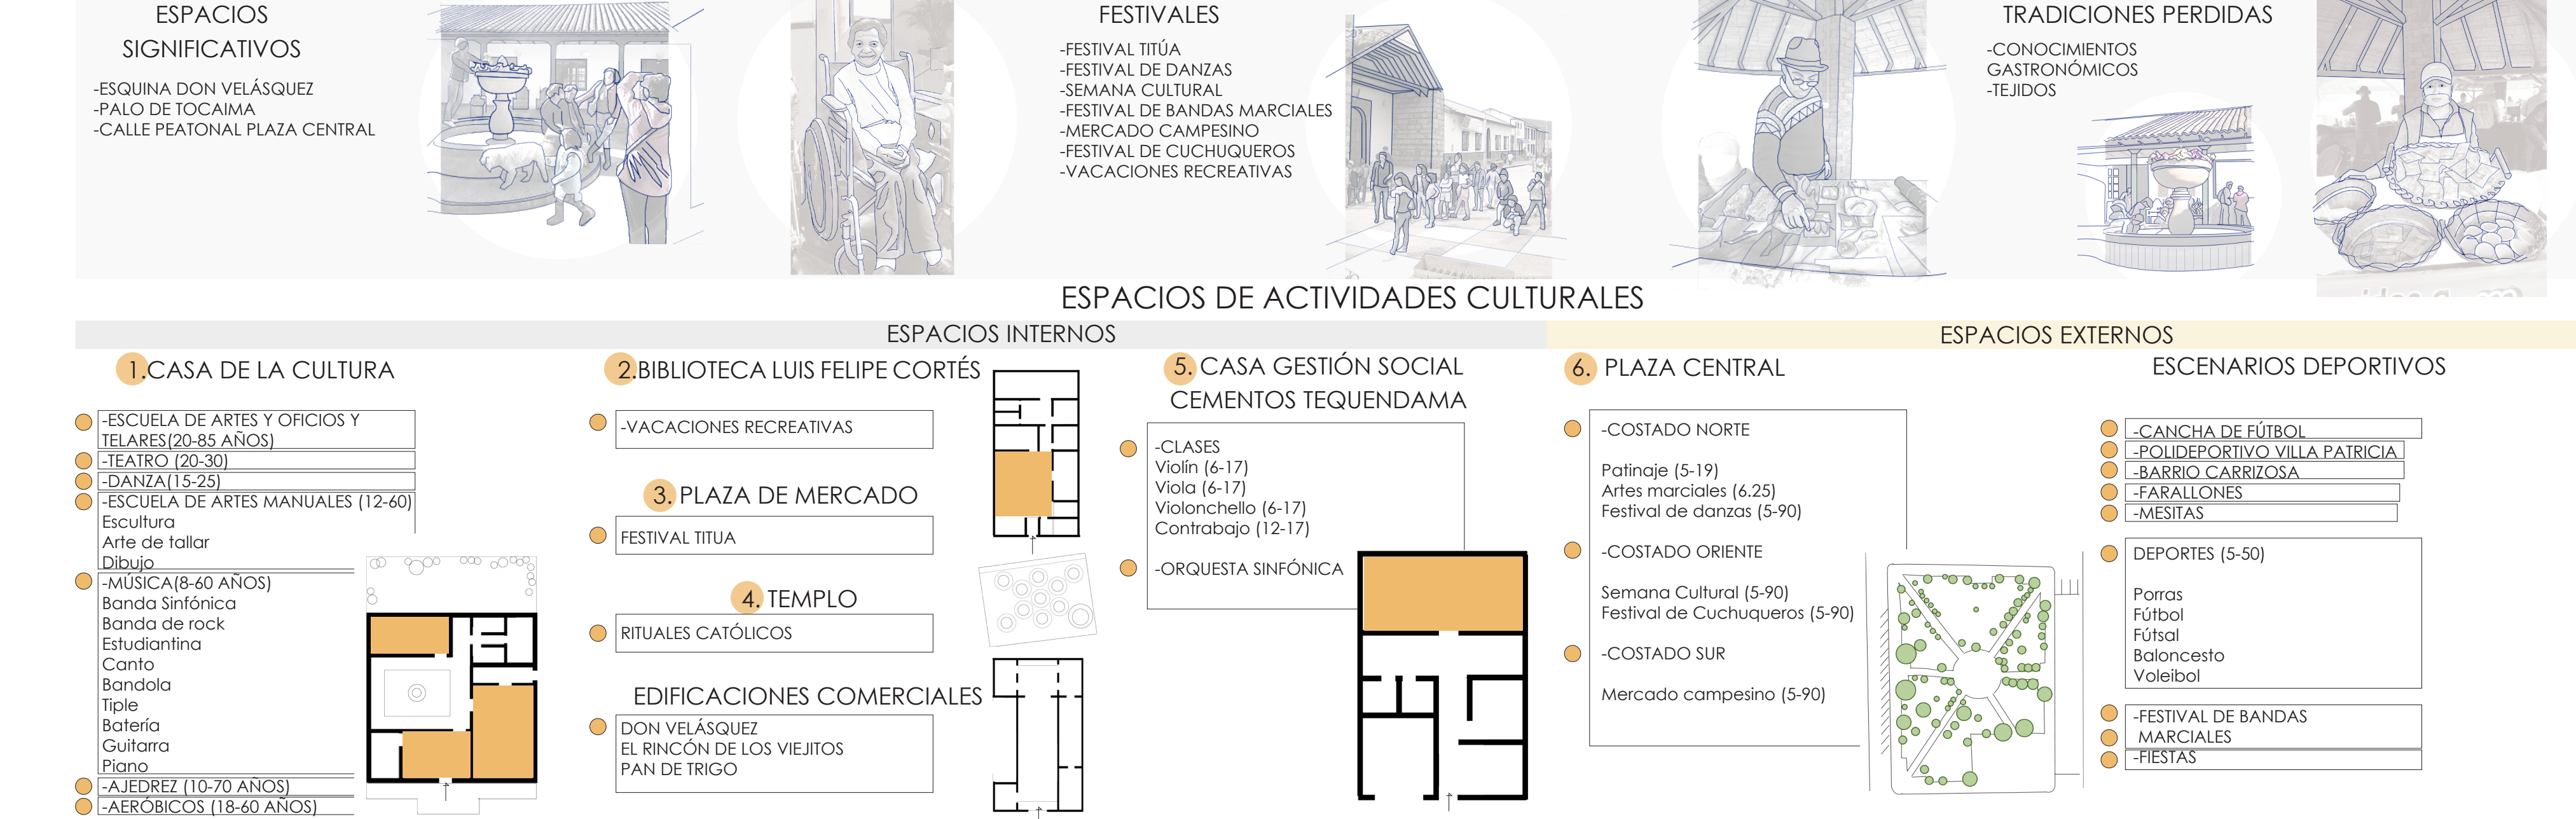 ESPACIOS
SIGNIFICATIVOS
-ESQUINA DON VELÁSQUEZ
-PALO DE TOCAIMA
-CALLE PEATONAL PLAZA CENTRAL
FESTIVALES
-FESTIVAL TITÚA
-FESTIVAL DE DANZAS
-SEMANA CULTURAL
-FESTIVAL DE BANDAS MARCIALES
-MERCADO CAMPESINO
-FESTIVAL DE CUCHUQUEROS
-VACACIONES RECREATIVAS
TRADICIONES PERDIDAS
-CONOCIMIENTOS
GASTRONÓMICOS
-TEJIDOS
ESPACIOS DE ACTIVIDADES CULTURALES
ESPACIOS INTERNOS
1.CASA DE LA CULTURA
-ESCUELA DE ARTES Y OFICIOS Y
TELARES(20-85 AÑOS)
-TEATRO (20-30)
-DANZA(15-25)
-ESCUELA DE ARTES MANUALES (12-60)
Escultura
Arte de tallar
Dibujo
-MÚSICA(8-60 AÑOS)
Banda Sinfónica
Banda de rock
Estudiantina
Canto
Bandola
Tiple
Batería
Guitarra
Piano
-AJEDREZ (10-70 AÑOS)
-AERÓBICOS (18-60 AÑOS)
2.BIBLIOTECA LUIS FELIPE CORTÉS
-VACACIONES RECREATIVAS
3. PLAZA DE MERCADO
FESTIVAL TITUA
4. TEMPLO
RITUALES CATÓLICOS
EDIFICACIONES COMERCIALES
DON VELÁSQUEZ
EL RINCÓN DE LOS VIEJITOS
PAN DE TRIGO
5. CASA GESTIÓN SOCIAL
CEMENTOS TEQUENDAMA
-CLASES
Violín (6-17)
Viola (6-17)
Violonchello (6-17)
Contrabajo (12-17)
-ORQUESTA SINFÓNICA
ESPACIOS EXTERNOS
6. PLAZA CENTRAL
-COSTADO NORTE
Patinaje (5-19)
Artes marciales (6.25)
Festival de danzas (5-90)
-COSTADO ORIENTE
Semana Cultural (5-90)
Festival de Cuchuqueros (5-90)
-COSTADO SUR
Mercado campesino (5-90)
ESCENARIOS DEPORTIVOS
-CANCHA DE FÚTBOL
-POLIDEPORTIVO VILLA PATRICIA
-BARRIO CARRIZOSA
-FARALLONES
-MESITAS
DEPORTES (5-50)
Porras
Fútbol
Fútsal
Baloncesto
Voleibol
-FESTIVAL DE BANDAS
MARCIALES
-FIESTAS